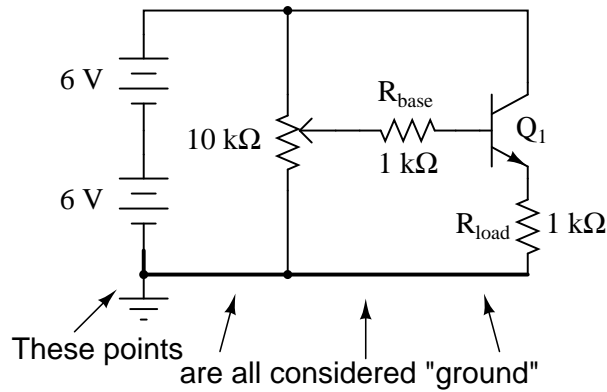 6 V
6 V
10 kΩ
R_base
1 kΩ
Q_1
R_load 1 kΩ
These points
are all considered "ground"